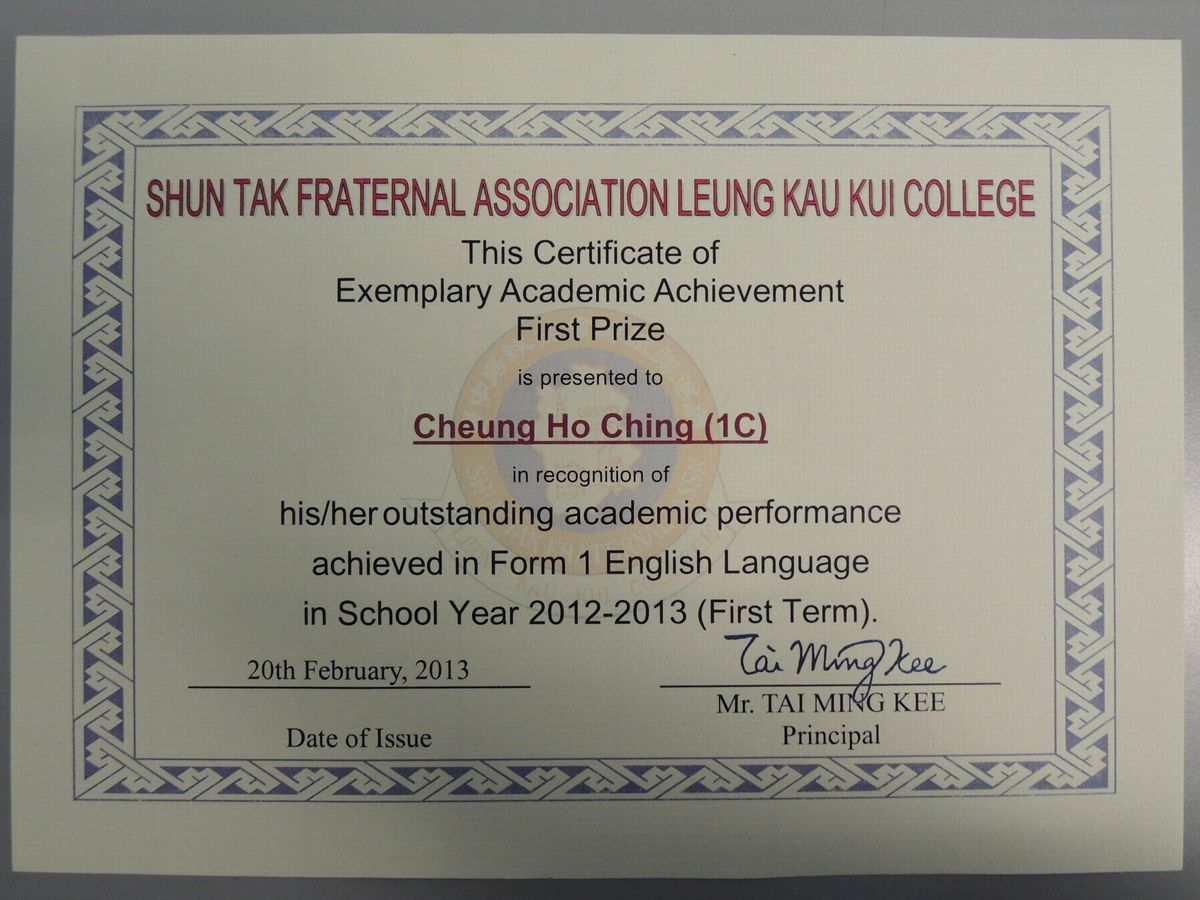 SHUN TAK FRATERNAL ASSOCIATION LEUNG KAU KUI COLLEGE
This Certificate of
Exemplary Academic Achievement
First Prize
is presented to
Cheung Ho Ching (1C)
in recognition of
his/her outstanding academic performance
achieved in Form 1 English Language
in School Year 2012-2013 (First Term).
20th February, 2013
Date of Issue
Tai Ming Kee
Mr. TAI MING KEE
Principal